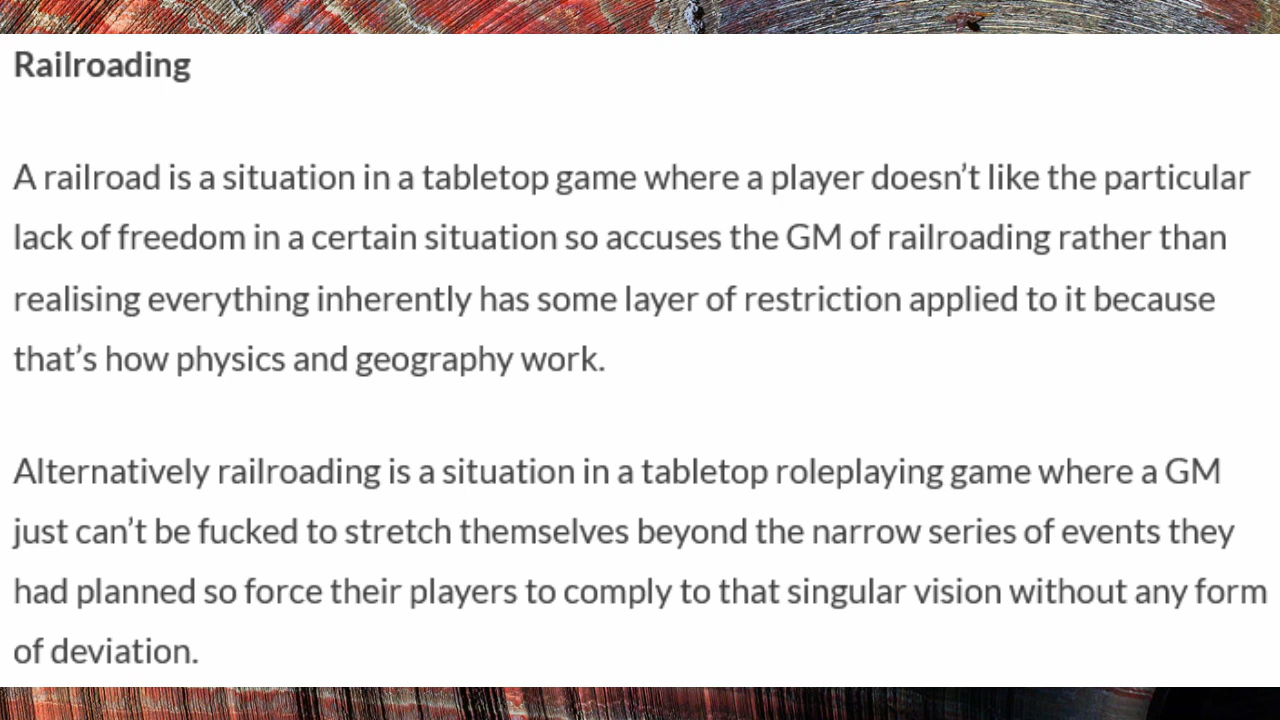 Railroading
A railroad is a situation in a tabletop game where a player doesn't like the particular
lack of freedom in a certain situation so accuses the GM of railroading rather than
realising everything inherently has some layer of restriction applied to it because
that's how physics and geography work.
Alternatively railroading is a situation in a tabletop roleplaying game where a GM
just can't be fucked to stretch themselves beyond the narrow series of events they
had planned so force their players to comply to that singular vision without any form
of deviation.